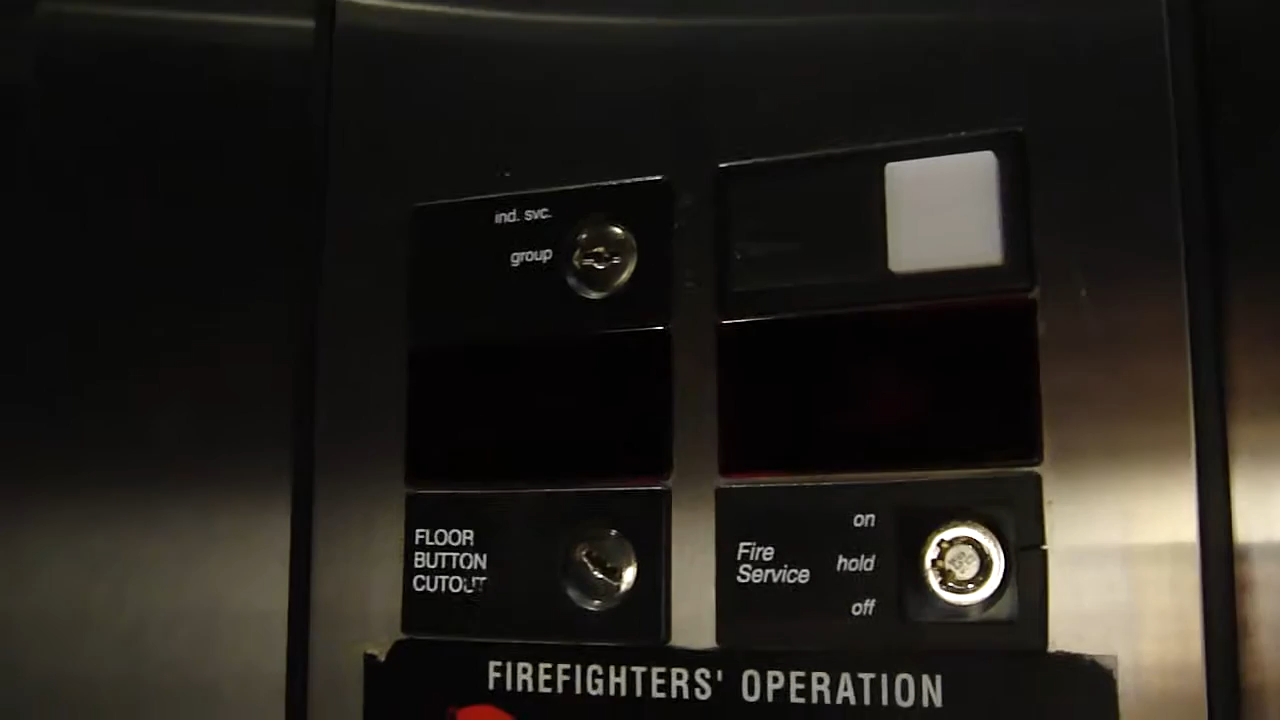 ind. svc.
group
FLOOR
BUTTON
CUTOUT
on
Fire
Service
hold
off
FIREFIGHTERS' OPERATION